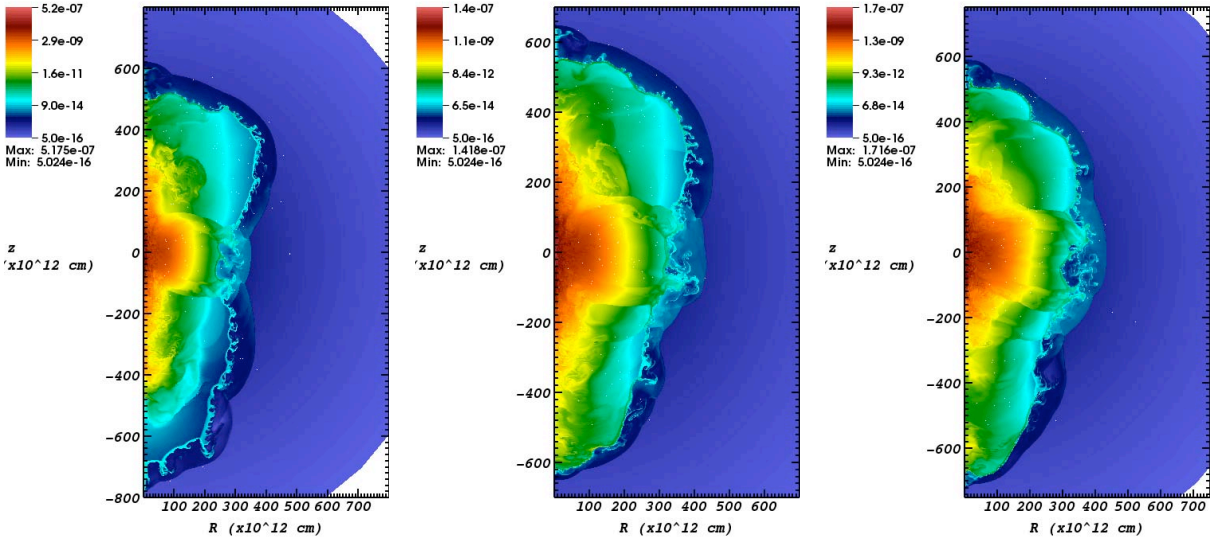 5.2e-07
2.9e-09
1.6e-11
9.0e-14
5.0e-16
Max: 5.175e-07
Min: 5.024e-16
600
400
200
0
-200
-400
-600
-800
z
(x10^12 cm)
100 200 300 400 500 600 700
R (x10^12 cm)
1.4e-07
1.1e-09
8.4e-12
6.5e-14
5.0e-16
Max: 1.418e-07
Min: 5.024e-16
600
400
200
0
-200
-400
-600
z
(x10^12 cm)
100 200 300 400 500 600
R (x10^12 cm)
1.7e-07
1.3e-09
9.3e-12
6.8e-14
5.0e-16
Max: 1.716e-07
Min: 5.024e-16
600
400
200
0
-200
-400
-600
z
(x10^12 cm)
100 200 300 400 500 600 700
R (x10^12 cm)